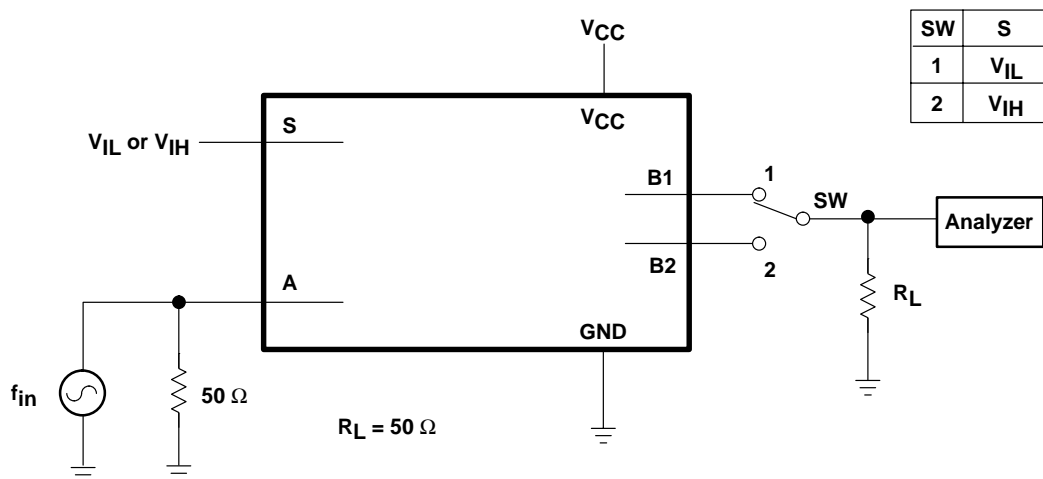 VCC
SW S
1 VIL
2 VIH
VCC
S
VIL or VIH
B1
1
SW
Analyzer
B2
2
A
RL
GND
fin
50 Ω
RL = 50 Ω